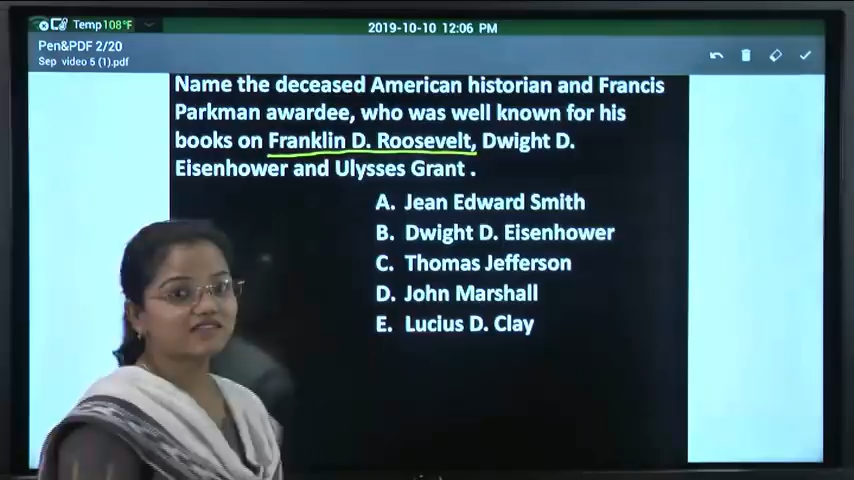 Temp108°F
2019-10-10 12:06 PM
Pen&PDF 2/20
Sep video 5 (1).pdf
Name the deceased American historian and Francis
Parkman awardee, who was well known for his
books on Franklin D. Roosevelt, Dwight D.
Eisenhower and Ulysses Grant .
A. Jean Edward Smith
B. Dwight D. Eisenhower
C. Thomas Jefferson
D. John Marshall
E. Lucius D. Clay